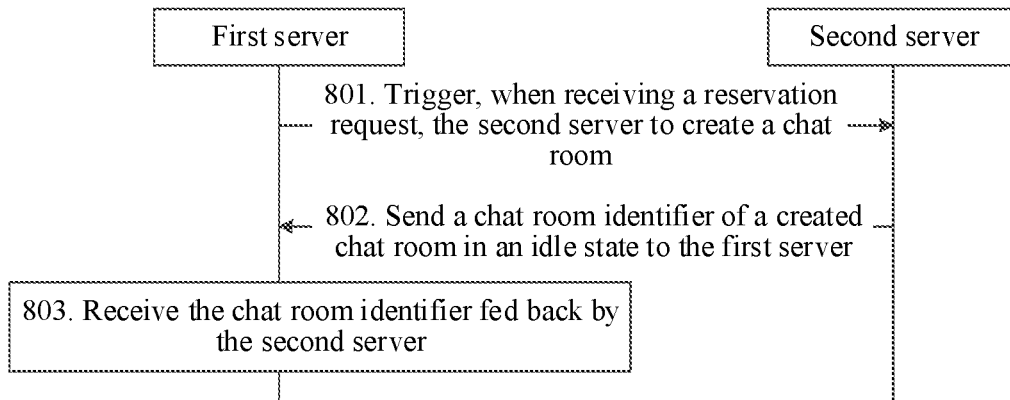 First server
Second server
801. Trigger, when receiving a reservation
request, the second server to create a chat
room
802. Send a chat room identifier of a created
chat room in an idle state to the first server
803. Receive the chat room identifier fed back by
the second server